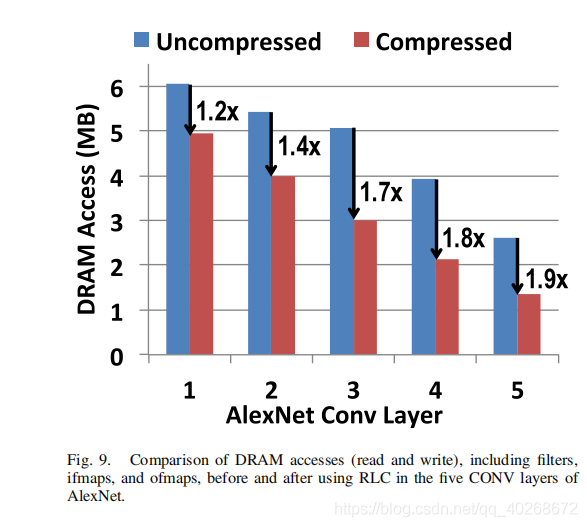 Uncompressed Compressed
DRAM Access (MB)
6
5
4
3
2
1
0
1.2x
1.4x
1.7x
1.8x
1.9x
1 2 3 4 5
AlexNet Conv Layer
Fig. 9. Comparison of DRAM accesses (read and write), including filters,
ifmaps, and ofmaps, before and after using RLC in the five CONV layers of
AlexNet.
https://blog.csdn.net/qq_40268672